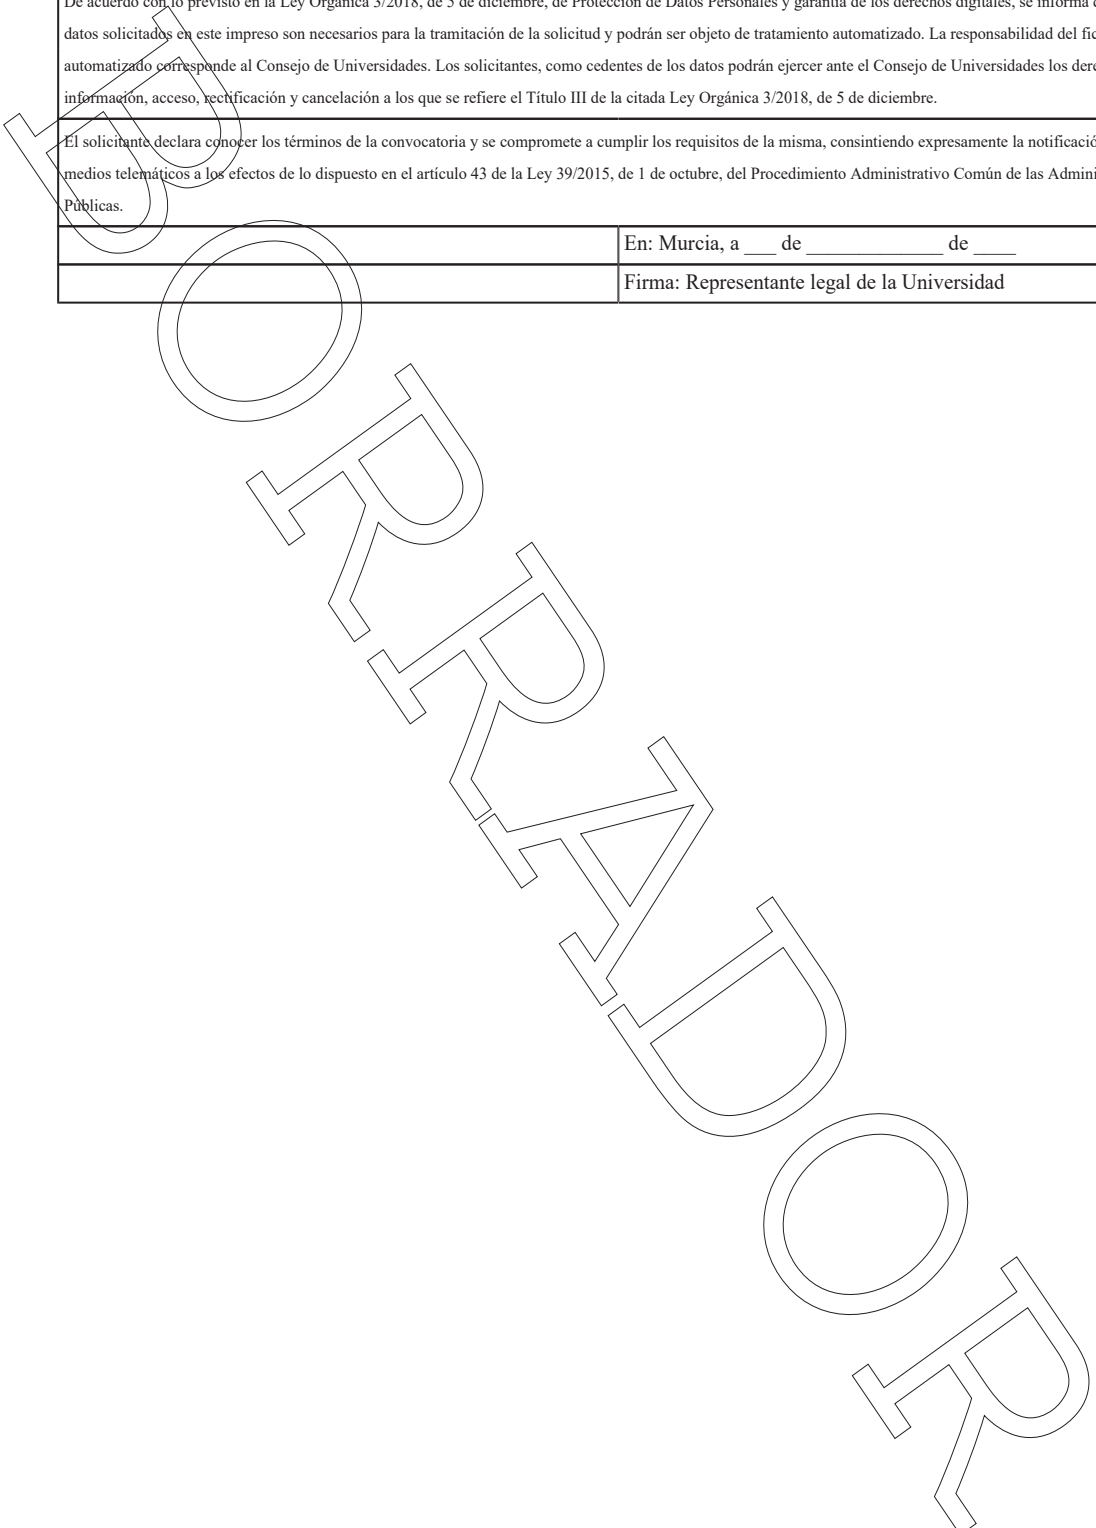 De acuerdo con lo previsto en la Ley Orgánica 3/2018, de 5 de diciembre, de Protección de Datos Personales y garantía de los derechos digitales, se informa
datos solicitados en este impreso son necesarios para la tramitación de la solicitud y podrán ser objeto de tratamiento automatizado. La responsabilidad del
automatizado corresponde al Consejo de Universidades. Los solicitantes, como cedentes de los datos podrán ejercer ante el Consejo de Universidades los
información, acceso, rectificación y cancelación a los que se refiere el Título III de la citada Ley Orgánica 3/2018, de 5 de diciembre.
El solicitante declara conocer los términos de la convocatoria y se compromete a cumplir los requisitos de la misma, consintiendo expresamente la
medios telemáticos a los efectos de lo dispuesto en el artículo 43 de la Ley 39/2015, de 1 de octubre, del Procedimiento Administrativo Común de las
Públicas.
En: Murcia, a ___ de _____________ de ____
Firma: Representante legal de la Universidad
BORRADOR